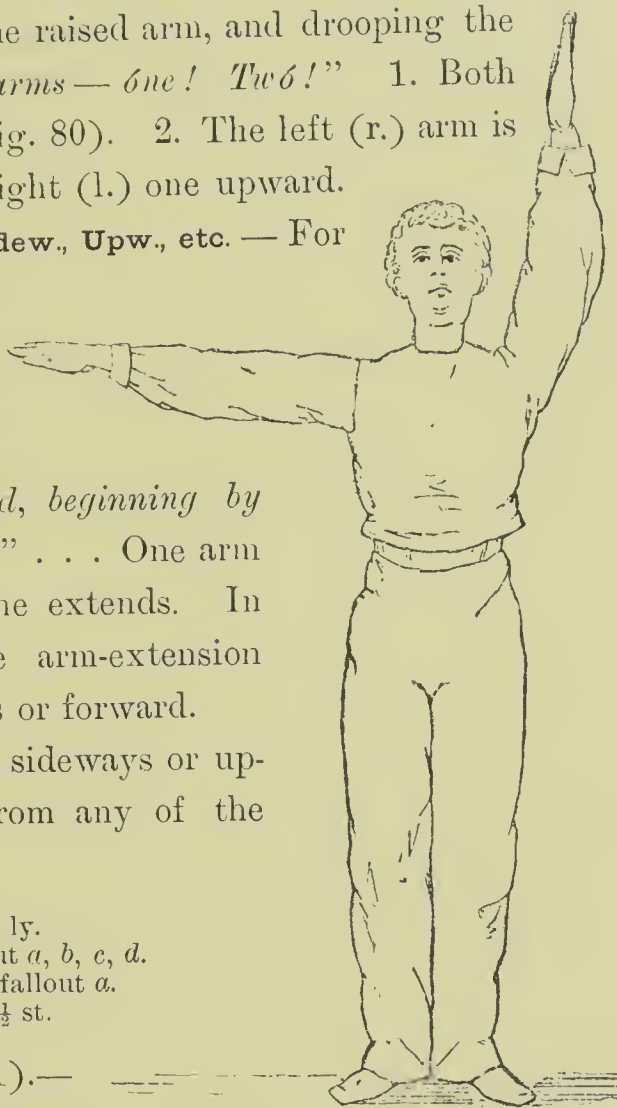 raised arm, and drooping the
arms — óne! Twó!” 1. Both
ig. 80). 2. The left (r.) arm is
ight (l.) one upward.
dew., Upw., etc. — For
d, beginning by
” . . . One arm
ne extends. In
arm-extension
s or forward.
sideways or up-
rom any of the
ly.
ut a, b, c, d.
fallout a.
½ st.
).—